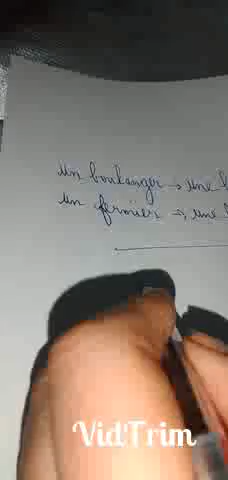 un boulanger → une
un fermier → une
VidTrim